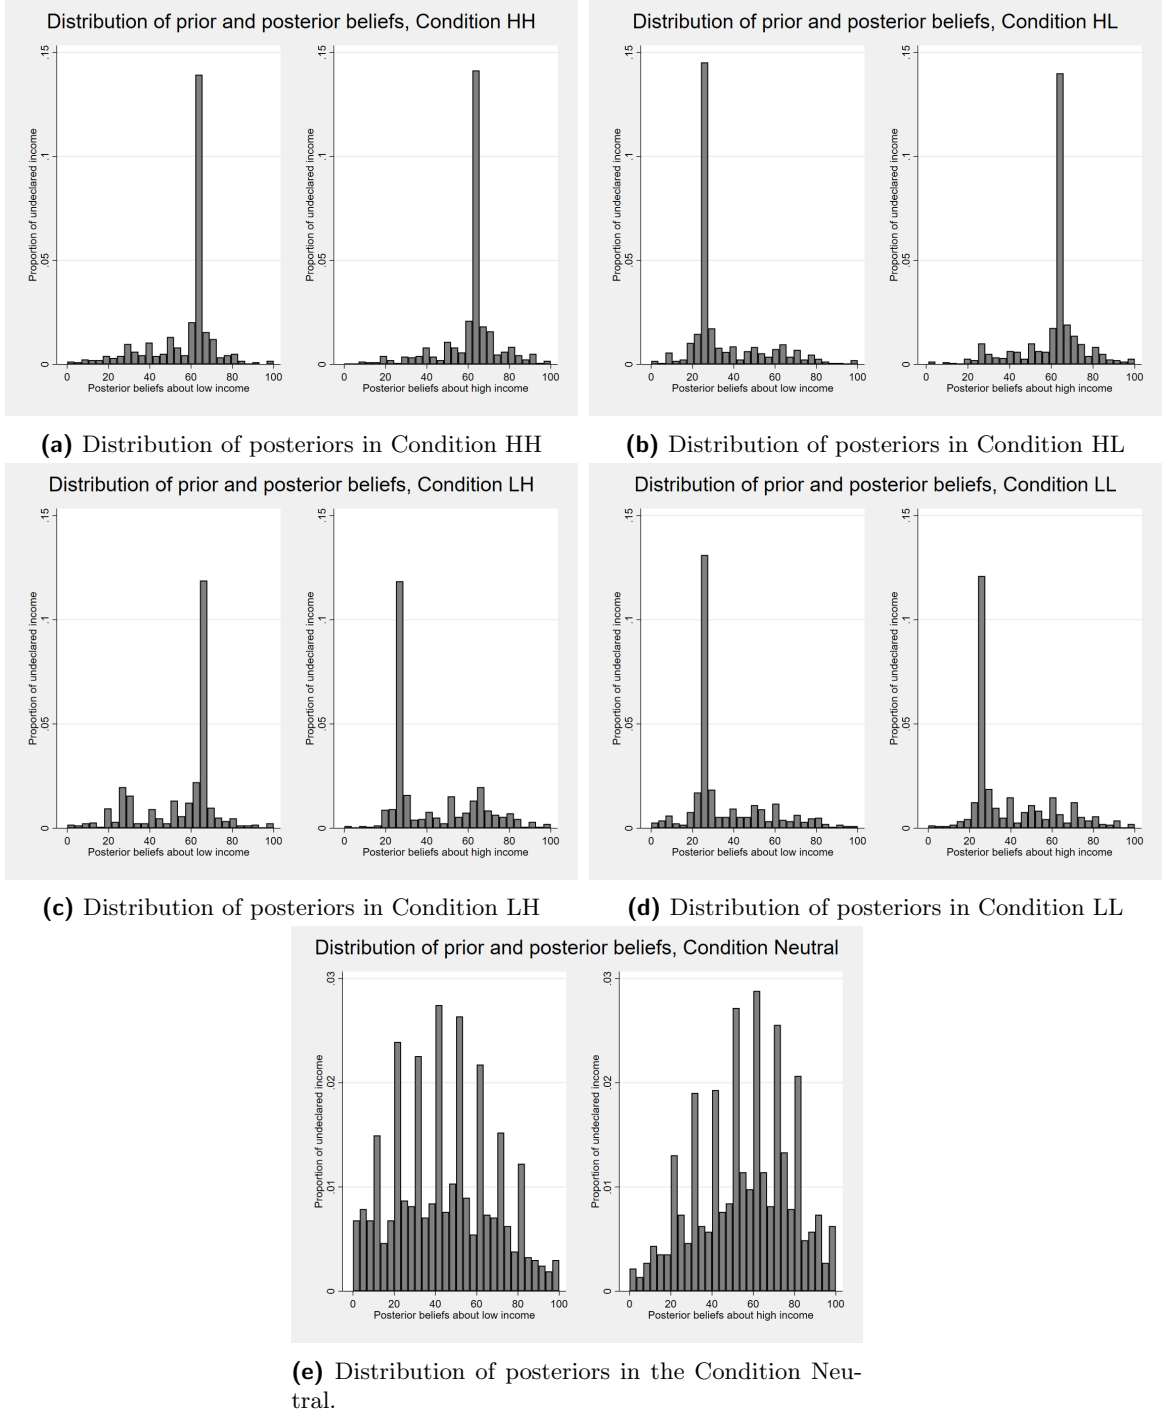 Distribution of prior and posterior beliefs, Condition HH
Proportion of undeclared income
0 .05 .1 .15
0 20 40 60 80 100
Posterior beliefs about low income
Proportion of undeclared income
0 .05 .1 .15
0 20 40 60 80 100
Posterior beliefs about high income
(a) Distribution of posteriors in Condition HH
Distribution of prior and posterior beliefs, Condition HL
Proportion of undeclared income
0 .05 .1 .15
0 20 40 60 80 100
Posterior beliefs about low income
Proportion of undeclared income
0 .05 .1 .15
0 20 40 60 80 100
Posterior beliefs about high income
(b) Distribution of posteriors in Condition HL
Distribution of prior and posterior beliefs, Condition LH
Proportion of undeclared income
0 .05 .1 .15
0 20 40 60 80 100
Posterior beliefs about low income
Proportion of undeclared income
0 .05 .1 .15
0 20 40 60 80 100
Posterior beliefs about high income
(c) Distribution of posteriors in Condition LH
Distribution of prior and posterior beliefs, Condition LL
Proportion of undeclared income
0 .05 .1 .15
0 20 40 60 80 100
Posterior beliefs about low income
Proportion of undeclared income
0 .05 .1 .15
0 20 40 60 80 100
Posterior beliefs about high income
(d) Distribution of posteriors in Condition LL
Distribution of prior and posterior beliefs, Condition Neutral
Proportion of undeclared income
0 .01 .02 .03
0 20 40 60 80 100
Posterior beliefs about low income
Proportion of undeclared income
0 .01 .02 .03
0 20 40 60 80 100
Posterior beliefs about high income
(e) Distribution of posteriors in the Condition Neu-
tral.